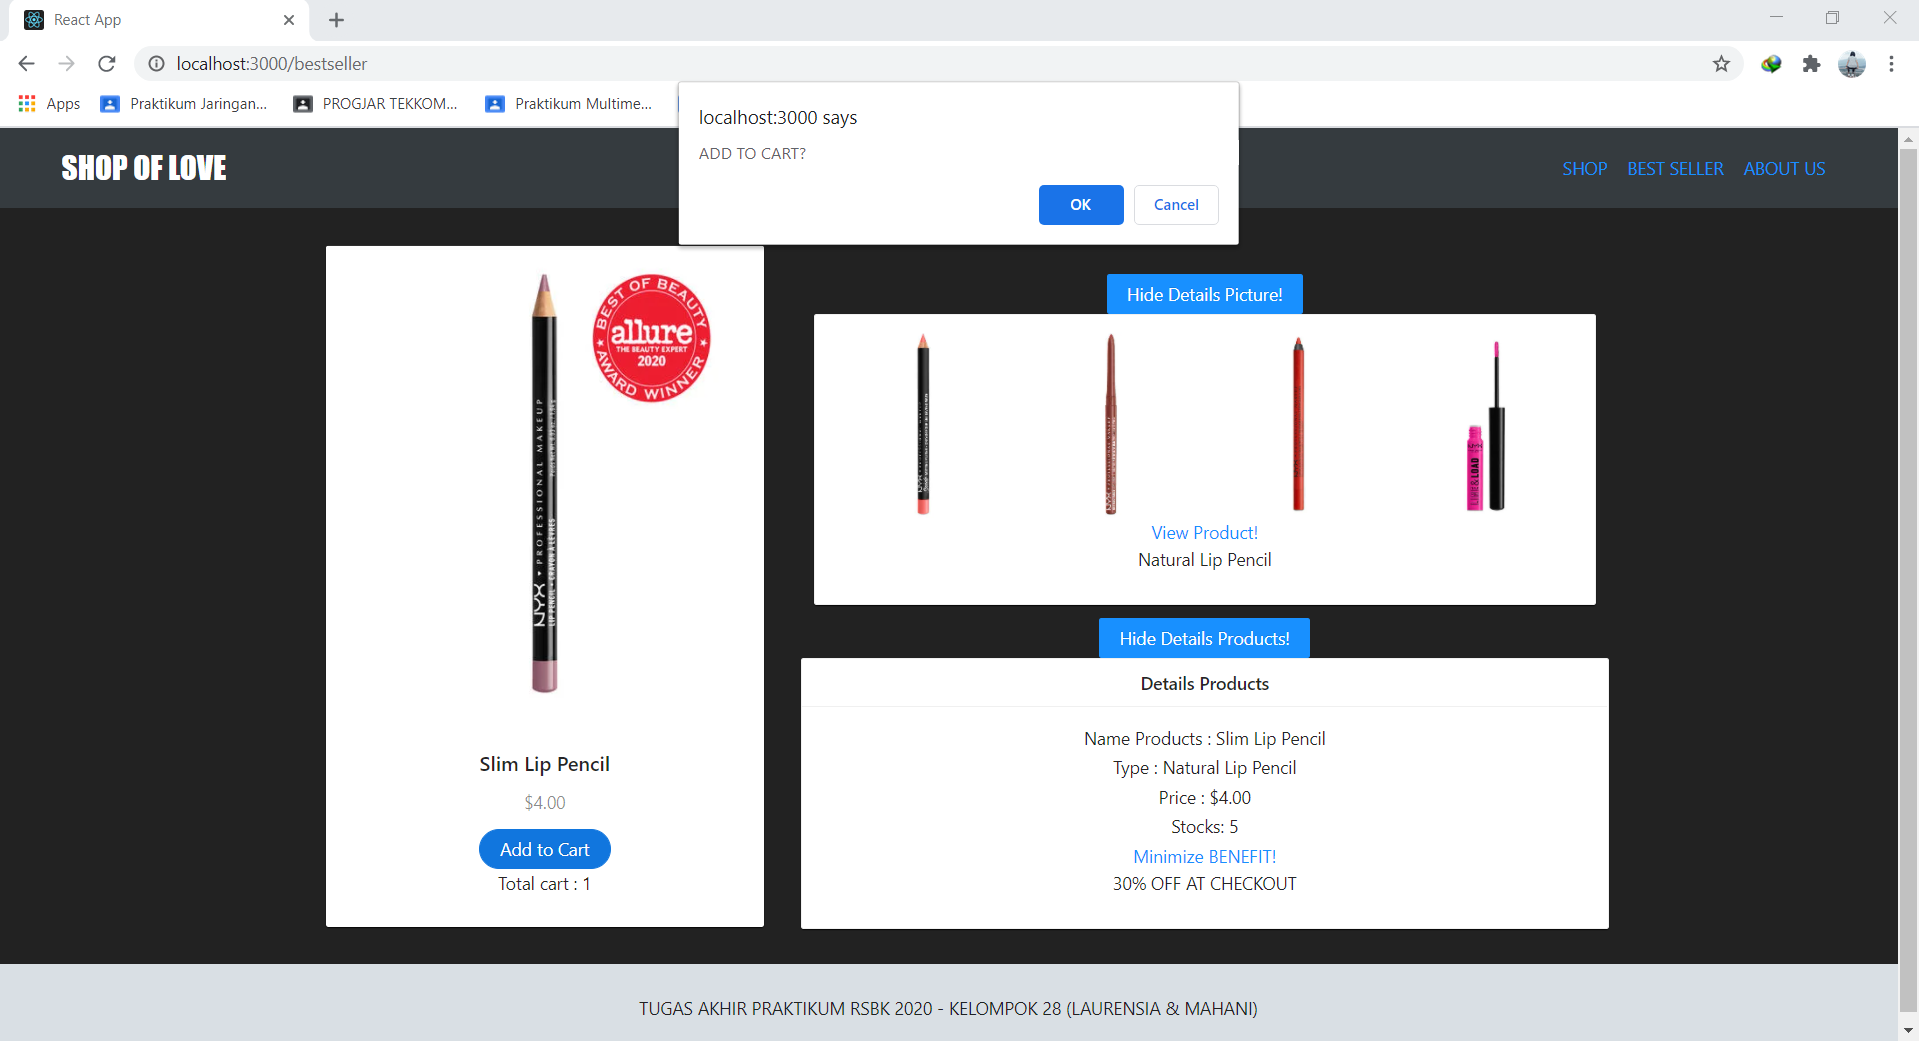 React App
localhost:3000/bestseller
Apps
Praktikum Jaringan...
PROGJAR TEKKOM...
Praktikum Multime...
localhost:3000 says
ADD TO CART?
OK
Cancel
SHOP OF LOVE
SHOP
BEST SELLER
ABOUT US
BEST OF BEAUTY
allure
THE BEAUTY EXPERT
2020
AWARD WINNER
NYX • PROFESSIONAL MAKEUP
LIP PENCIL • CRAYON À LÈVRES
Slim Lip Pencil
$4.00
Add to Cart
Total cart : 1
Hide Details Picture!
View Product!
Natural Lip Pencil
Hide Details Products!
Details Products
Name Products : Slim Lip Pencil
Type : Natural Lip Pencil
Price : $4.00
Stocks: 5
Minimize BENEFIT!
30% OFF AT CHECKOUT
TUGAS AKHIR PRAKTIKUM RSBK 2020 - KELOMPOK 28 (LAURENSIA & MAHANI)